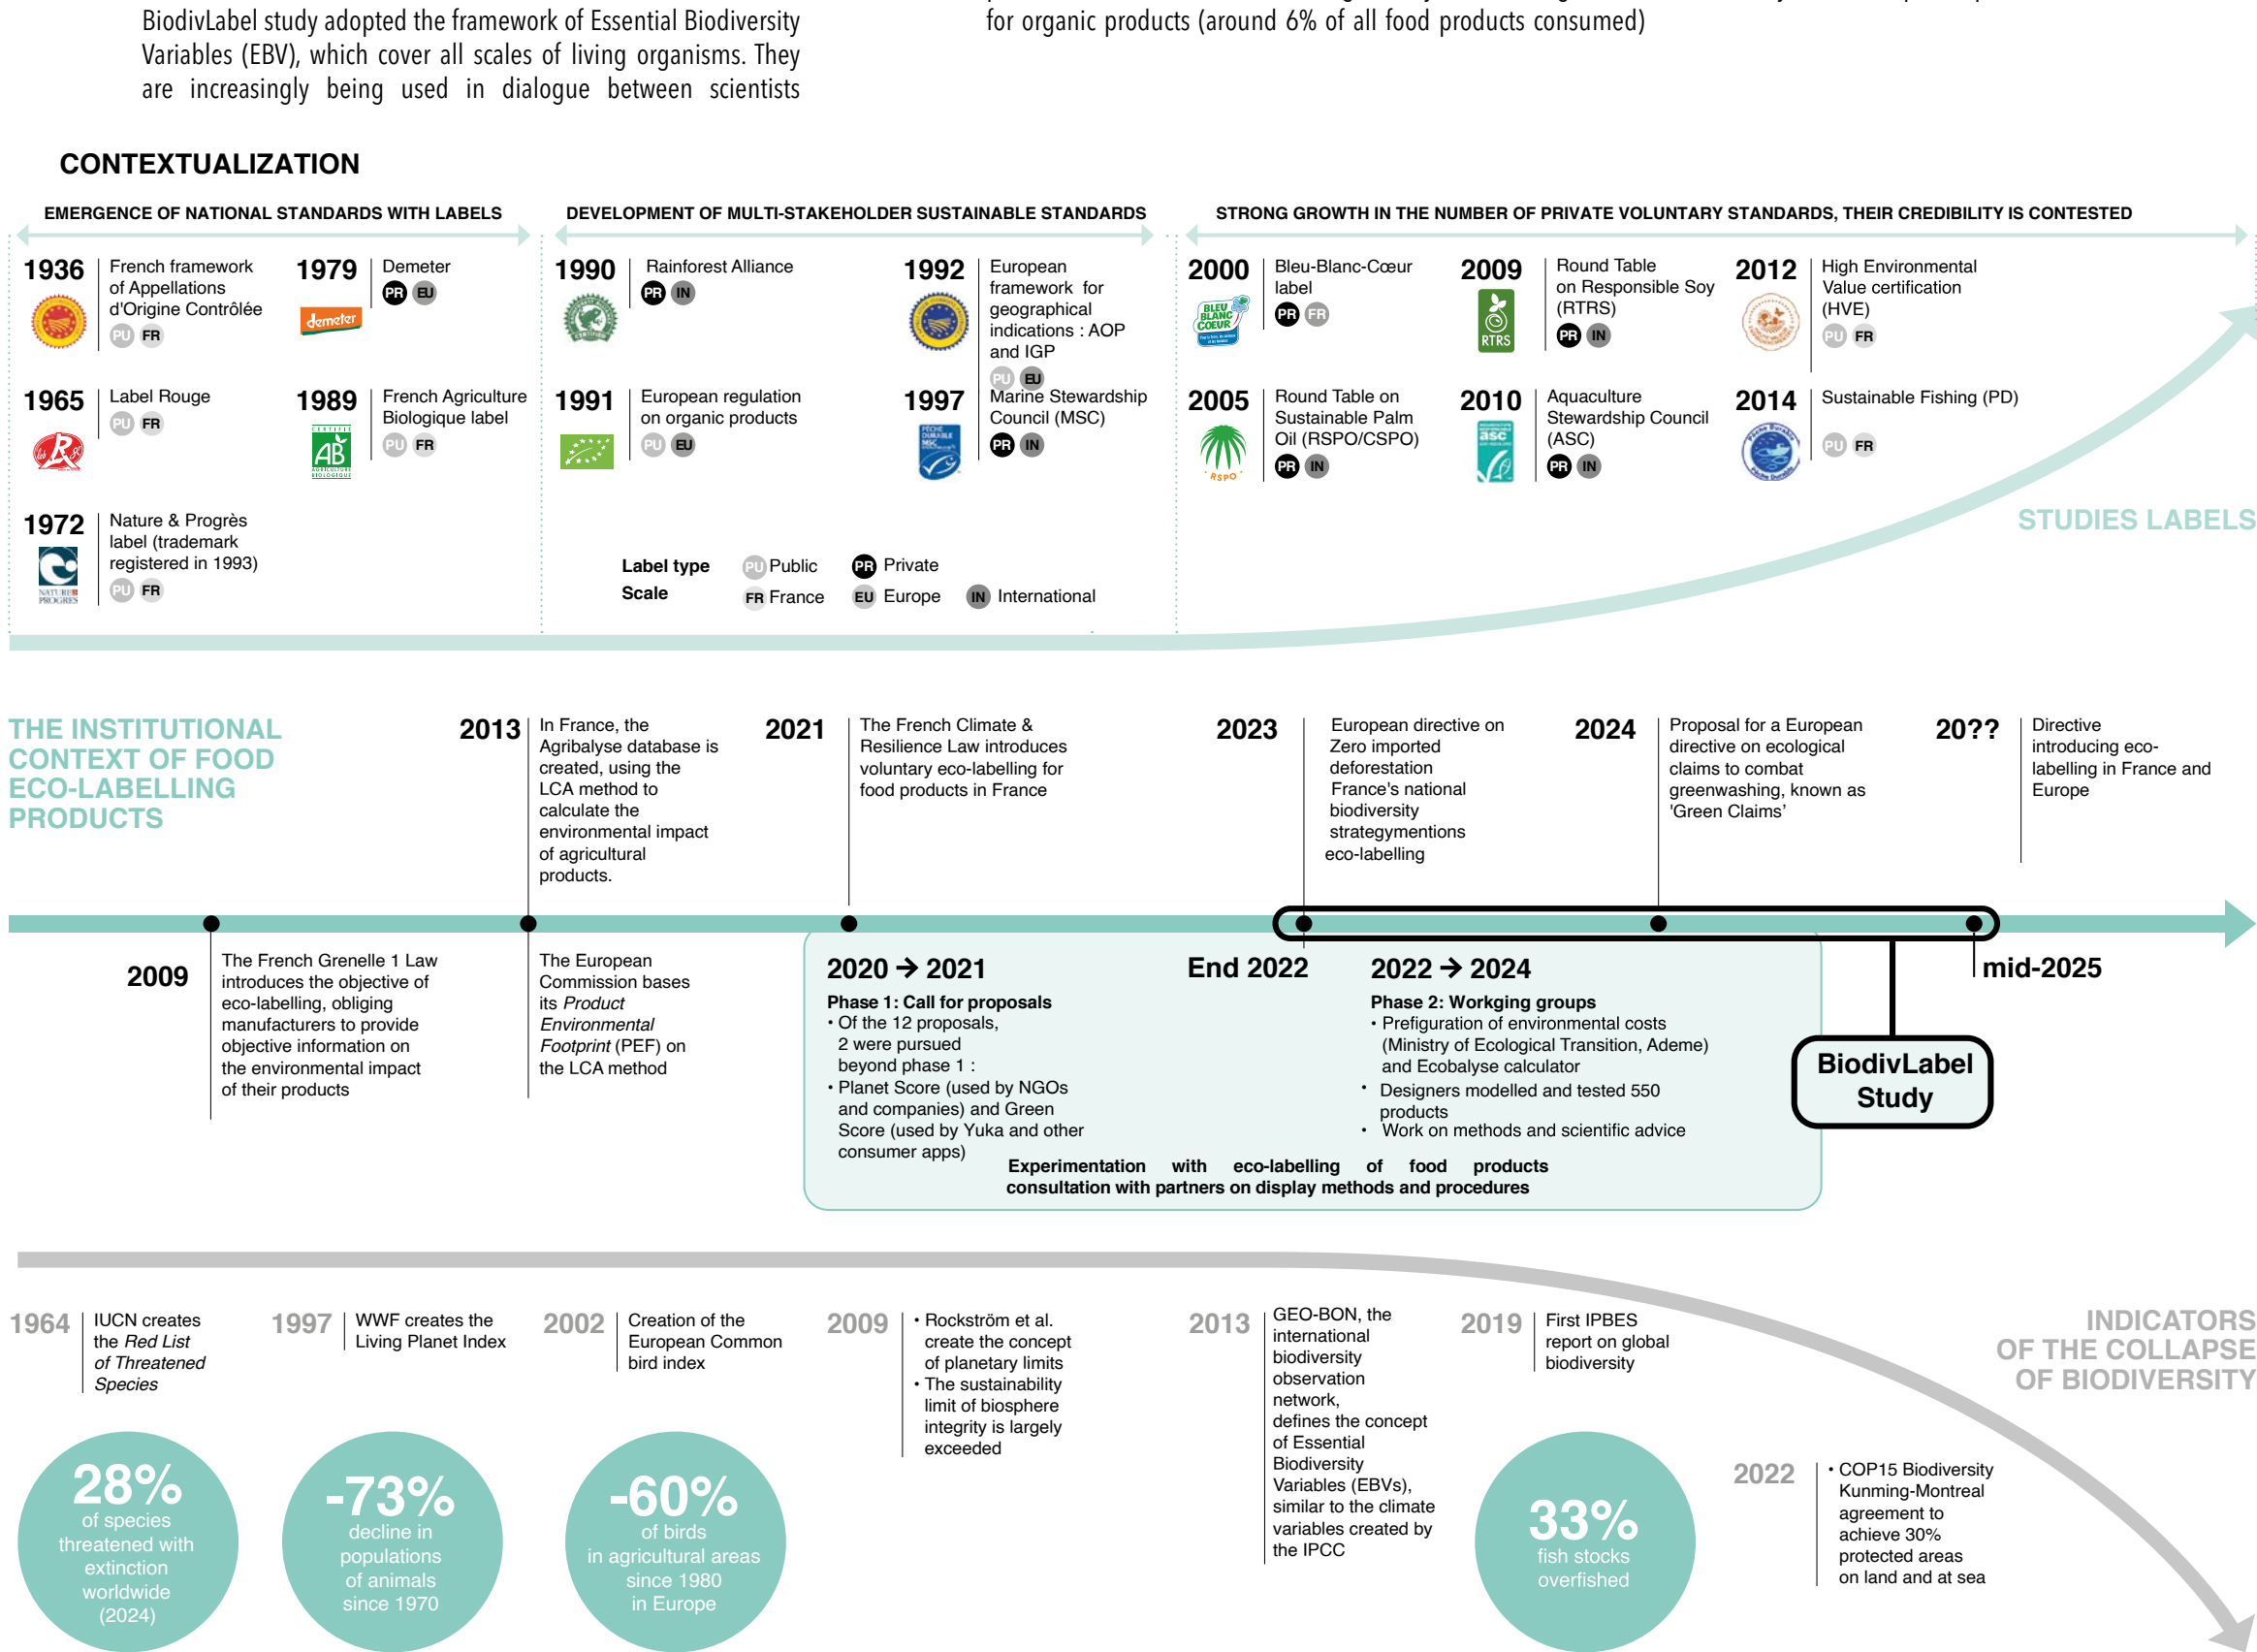 BiodivLabel study adopted the framework of Essential Biodiversity
Variables (EBV), which cover all scales of living organisms. They
are increasingly being used in dialogue between scientists
for organic products (around 6% of all food products consumed)
CONTEXTUALIZATION
EMERGENCE OF NATIONAL STANDARDS WITH LABELS
1936
French framework
of Appellations
d'Origine Contrôlée
PU FR
1979
Demeter
PR EU
demeter
1965
Label Rouge
PU FR
1989
French Agriculture
Biologique label
PU FR
CERTIFIÉ
AB
AGRICULTURE
BIOLOGIQUE
1972
Nature & Progrès
label (trademark
registered in 1993)
PU FR
NATURE
PROGRES
DEVELOPMENT OF MULTI-STAKEHOLDER SUSTAINABLE STANDARDS
1990
Rainforest Alliance
PR IN
1992
European
framework for
geographical
indications : AOP
and IGP
PU EU
1991
European regulation
on organic products
PU EU
1997
Marine Stewardship
Council (MSC)
PR IN
PÊCHE
DURABLE
MSC
Label type
PU Public
PR Private
Scale
FR France
EU Europe
IN International
STRONG GROWTH IN THE NUMBER OF PRIVATE VOLUNTARY STANDARDS, THEIR CREDIBILITY IS CONTESTED
2000
Bleu-Blanc-Cœur
label
PR FR
BLEU
BLANC
COEUR
2009
Round Table
on Responsible Soy
(RTRS)
PR IN
RTRS
2012
High Environmental
Value certification
(HVE)
PU FR
2005
Round Table on
Sustainable Palm
Oil (RSPO/CSPO)
PR IN
RSPO
2010
Aquaculture
Stewardship Council
(ASC)
PR IN
asc
2014
Sustainable Fishing (PD)
PU FR
STUDIES LABELS
THE INSTITUTIONAL
CONTEXT OF FOOD
ECO-LABELLING
PRODUCTS
2013
In France, the
Agribalyse database is
created, using the
LCA method to
calculate the
environmental impact
of agricultural
products.
2021
The French Climate &
Resilience Law introduces
voluntary eco-labelling for
food products in France
2023
European directive on
Zero imported
deforestation
France's national
biodiversity
strategymentions
eco-labelling
2024
Proposal for a European
directive on ecological
claims to combat
greenwashing, known as
'Green Claims’
20??
Directive
introducing eco-
labelling in France and
Europe
2009
The French Grenelle 1 Law
introduces the objective of
eco-labelling, obliging
manufacturers to provide
objective information on
the environmental impact
of their products
The European
Commission bases
its Product
Environmental
Footprint (PEF) on
the LCA method
2020 → 2021
Phase 1: Call for proposals
• Of the 12 proposals,
2 were pursued
beyond phase 1 :
• Planet Score (used by NGOs
and companies) and Green
Score (used by Yuka and other
consumer apps)
End 2022
2022 → 2024
Phase 2: Workging groups
• Prefiguration of environmental costs
(Ministry of Ecological Transition, Ademe)
and Ecobalyse calculator
• Designers modelled and tested 550
products
• Work on methods and scientific advice
Experimentation with eco-labelling of food products
consultation with partners on display methods and procedures
mid-2025
BiodivLabel
Study
1964
IUCN creates
the Red List
of Threatened
Species
1997
WWF creates the
Living Planet Index
2002
Creation of the
European Common
bird index
2009
• Rockström et al.
create the concept
of planetary limits
• The sustainability
limit of biosphere
integrity is largely
exceeded
2013
GEO-BON, the
international
biodiversity
observation
network,
defines the concept
of Essential
Biodiversity
Variables (EBVs),
similar to the climate
variables created by
the IPCC
2019
First IPBES
report on global
biodiversity
INDICATORS
OF THE COLLAPSE
OF BIODIVERSITY
28%
of species
threatened with
extinction
worldwide
(2024)
-73%
decline in
populations
of animals
since 1970
-60%
of birds
in agricultural areas
since 1980
in Europe
33%
fish stocks
overfished
2022
• COP15 Biodiversity
Kunming-Montreal
agreement to
achieve 30%
protected areas
on land and at sea